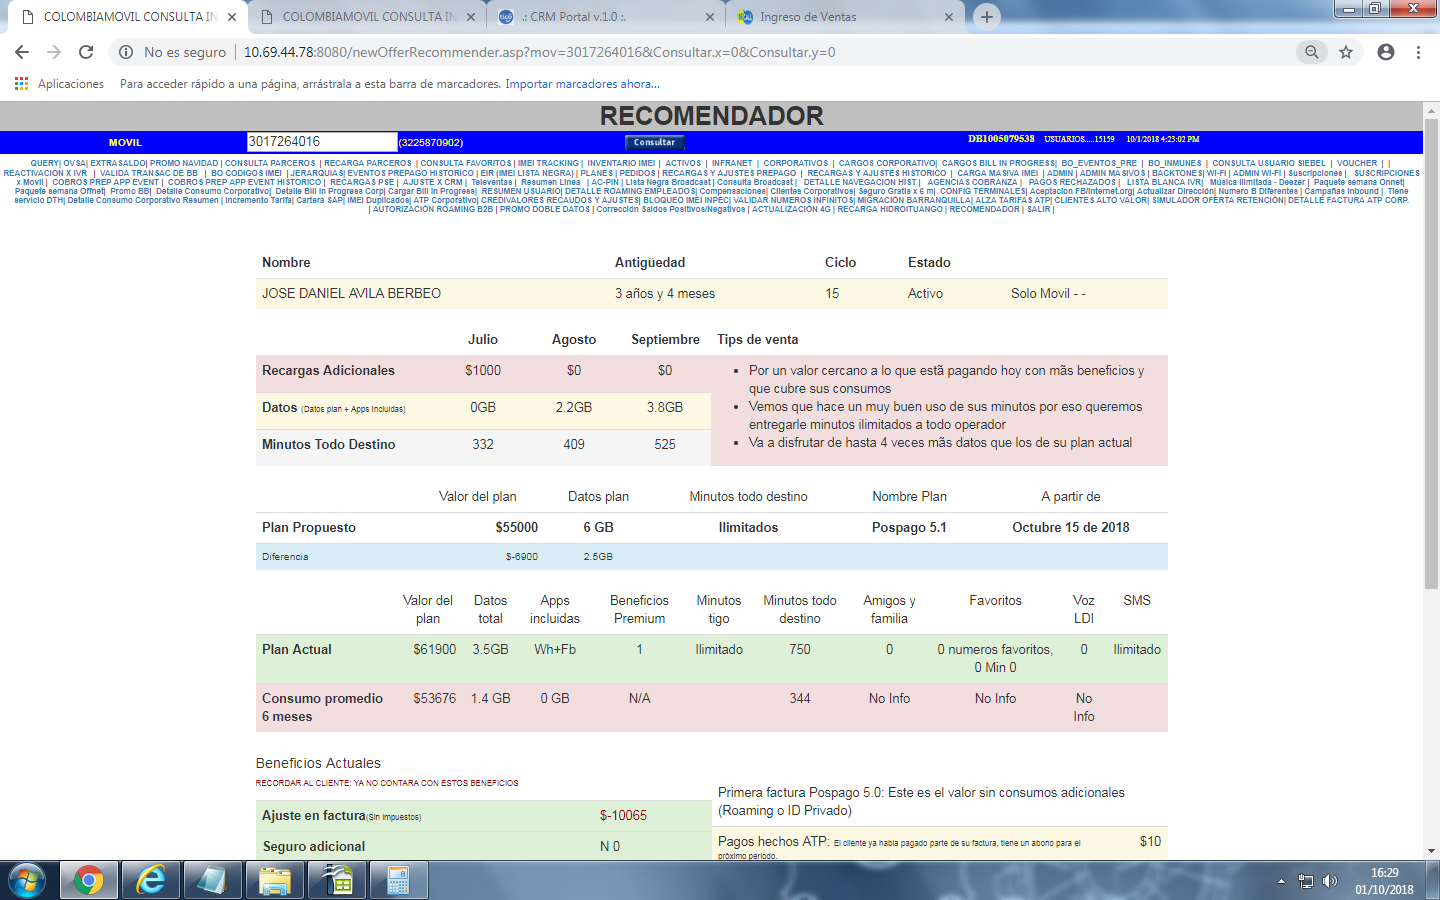 COLOMBIAMOVIL CONSULTA IN
COLOMBIAMOVIL CONSULTA IN
.: CRM Portal v.1.0 :.
Ingreso de Ventas
No es seguro 10.69.44.78:8080/newOfferRecommender.asp?mov=3017264016&Consultar.x=0&Consultar.y=0
Aplicaciones Para acceder rápido a una página, arrástrala a esta barra de marcadores. Importar marcadores ahora...
RECOMENDADOR
MOVIL 3017264016 (3225870902) Consultar DB1005079538 USUARIOS.....15159 10/1/2018 4:23:02 PM
QUERY| OVSA| EXTRASALDO| PROMO NAVIDAD | CONSULTA PARCEROS | RECARGA PARCEROS | CONSULTA FAVORITOS | IMEI TRACKING | INVENTARIO IMEI | ACTIVOS | INFRANET | CORPORATIVOS | CARGOS CORPORATIVO| CARGOS BILL IN PROGRESS| BO_EVENTOS_PRE | BO_INMUNES | CONSULTA USUARIO SIEBEL | VOUCHER | |
REACTIVACION X IVR | VALIDA TRANSAC DE BB | BO CODIGOS IMEI | JERARQUIAS| EVENTOS PREPAGO HISTORICO | EIR (IMEI LISTA NEGRA) | PLANES | PEDIDOS | RECARGAS Y AJUSTES PREPAGO | RECARGAS Y AJUSTES HISTORICO | CARGA MASIVA IMEI | ADMIN | ADMIN MASIVOS | BACKTONES| WI-FI | ADMIN WI-FI | Suscripciones | SUSCRIPCIONES
x Movil | COBROS PREP APP EVENT | COBROS PREP APP EVENT HISTORICO | RECARGAS PSE | AJUSTE X CRM | Televentas | Resumen Linea | AC-PIN | Lista Negra Broadcast | Consulta Broadcast | DETALLE NAVEGACION HIST | AGENCIAS COBRANZA | PAGOS RECHAZADOS | LISTA BLANCA IVR| Música Ilimitada - Deezer | Paquete semana Onnet|
Paquete semana Offnet| Promo BB| Detalle Consumo Corporativo| Detalle Bill In Progress Corp| Cargar Bill In Progress| RESUMEN USUARIO| DETALLE ROAMING EMPLEADOS| Compensaciones| Clientes Corporativos| Seguro Gratis x 6 m| CONFIG TERMINALES| Aceptacion FB/Internet.org| Actualizar Dirección| Numero B Diferentes | Campañas Inbound | Tiene
servicio DTH| Detalle Consumo Corporativo Resumen | Incremento Tarifa| Cartera SAP| IMEI Duplicados| ATP Corporativo| CREDIVALORES RECAUDOS Y AJUSTES| BLOQUEO IMEI INPEC| VALIDAR NUMEROS INFINITOS| MIGRACIÓN BARRANQUILLA| ALZA TARIFAS ATP| CLIENTES ALTO VALOR| SIMULADOR OFERTA RETENCIÓN| DETALLE FACTURA ATP CORP.
| AUTORIZACIÓN ROAMING B2B | PROMO DOBLE DATOS | Corrección Saldos Positivos/Negativos | ACTUALIZACIÓN 4G | RECARGA HIDROITUANGO | RECOMENDADOR | SALIR |
Nombre Antigüedad Ciclo Estado
JOSE DANIEL AVILA BERBEO 3 años y 4 meses 15 Activo Solo Movil - -
Julio Agosto Septiembre Tips de venta
Recargas Adicionales $1000 $0 $0
Datos (Datos plan + Apps Incluidas) 0GB 2.2GB 3.8GB
Minutos Todo Destino 332 409 525
• Por un valor cercano a lo que estã pagando hoy con mãs beneficios y
que cubre sus consumos
• Vemos que hace un muy buen uso de sus minutos por eso queremos
entregarle minutos ilimitados a todo operador
• Va a disfrutar de hasta 4 veces mãs datos que los de su plan actual
Valor del plan Datos plan Minutos todo destino Nombre Plan A partir de
Plan Propuesto $55000 6 GB Ilimitados Pospago 5.1 Octubre 15 de 2018
Diferencia $-6900 2.5GB
Valor del Datos Apps Beneficios Minutos Minutos todo Amigos y Favoritos Voz SMS
plan total incluidas Premium tigo destino familia LDI
Plan Actual $61900 3.5GB Wh+Fb 1 Ilimitado 750 0 0 numeros favoritos, 0 Ilimitado
0 Min 0
Consumo promedio $53676 1.4 GB 0 GB N/A 344 No Info No Info No
6 meses Info
Beneficios Actuales
RECORDAR AL CLIENTE: YA NO CONTARA CON ESTOS BENEFICIOS
Ajuste en factura(Sin Impuestos) $-10065
Seguro adicional N 0
Primera factura Pospago 5.0: Este es el valor sin consumos adicionales
(Roaming o ID Privado)
Pagos hechos ATP: El cliente ya habia pagado parte de su factura, tiene un abono para el $10
próximo periodo.
16:29
01/10/2018